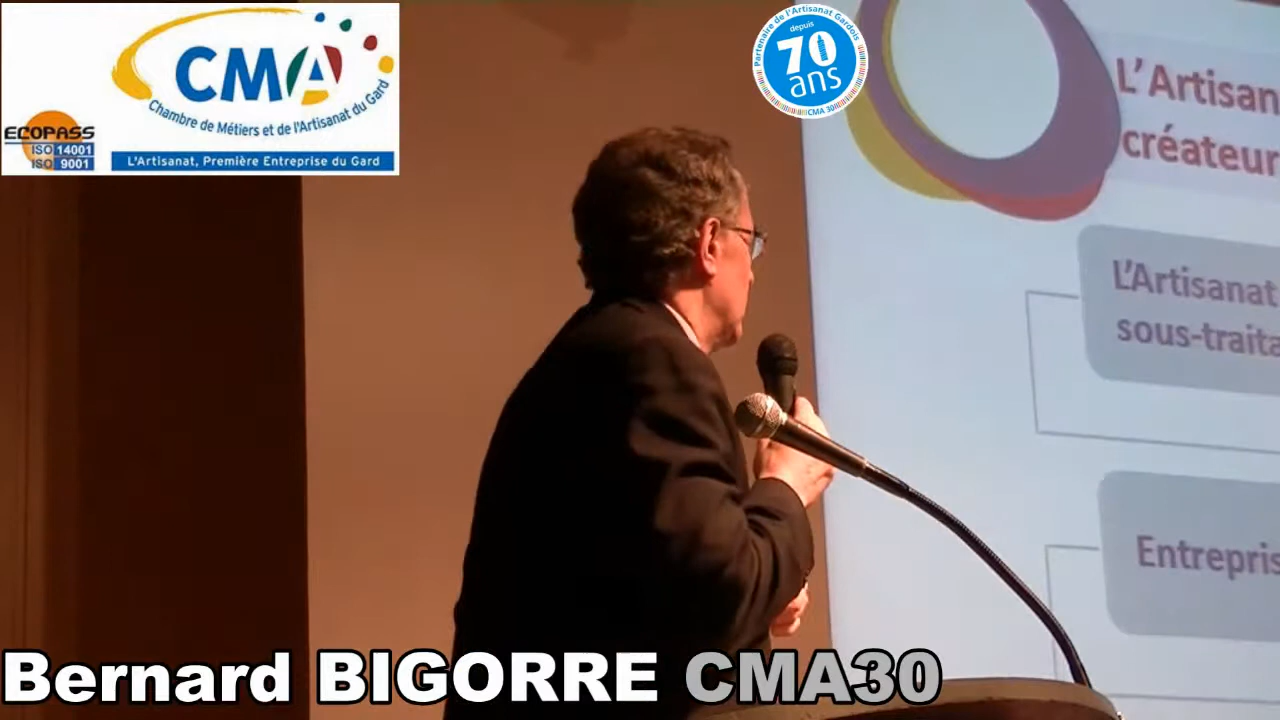 CMA
Chambre de Métiers et de l'Artisanat du Gard
ECOPASS
ISO 14001
ISO 9001
L'Artisanat, Première Entreprise du Gard
Partenaire de l'Artisanat Gardois
depuis
70
ans
CMA 30
L'Artisan
créateur
L'Artisanat,
sous-traita
Entrepris
Bernard BIGORRE CMA30